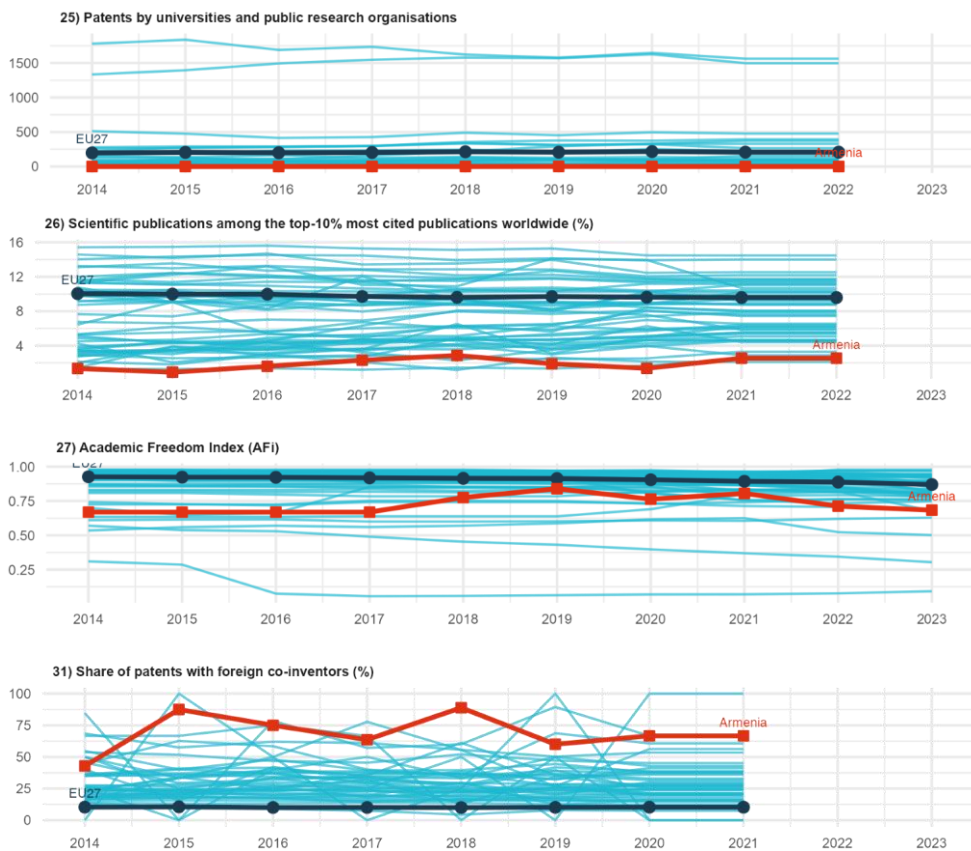 25) Patents by universities and public research organisations
1500
1000
500
EU27
Armenia
0
2014 2015 2016 2017 2018 2019 2020 2021 2022 2023
26) Scientific publications among the top-10% most cited publications worldwide (%)
16
12
EU27
8
4
Armenia
2014 2015 2016 2017 2018 2019 2020 2021 2022 2023
27) Academic Freedom Index (AFi)
EU27
1.00
0.75
Armenia
0.50
0.25
2014 2015 2016 2017 2018 2019 2020 2021 2022 2023
31) Share of patents with foreign co-inventors (%)
100
75
Armenia
50
25
EU27
0
2014 2015 2016 2017 2018 2019 2020 2021 2022 2023